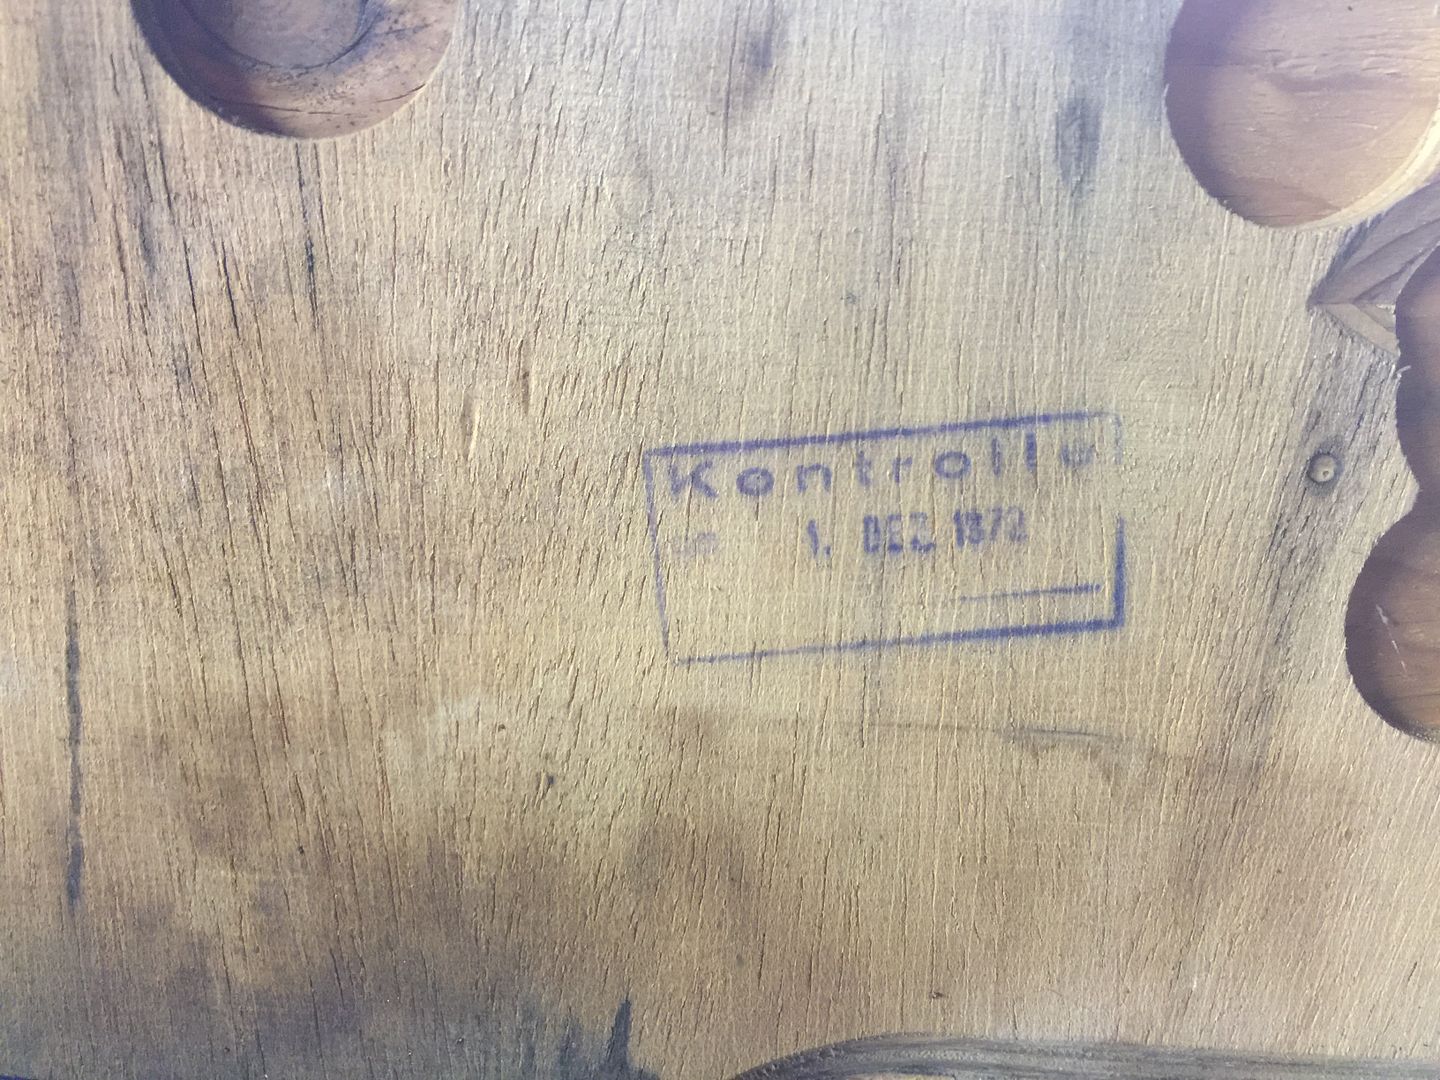 Kontrolle
1. DEZ. 1972